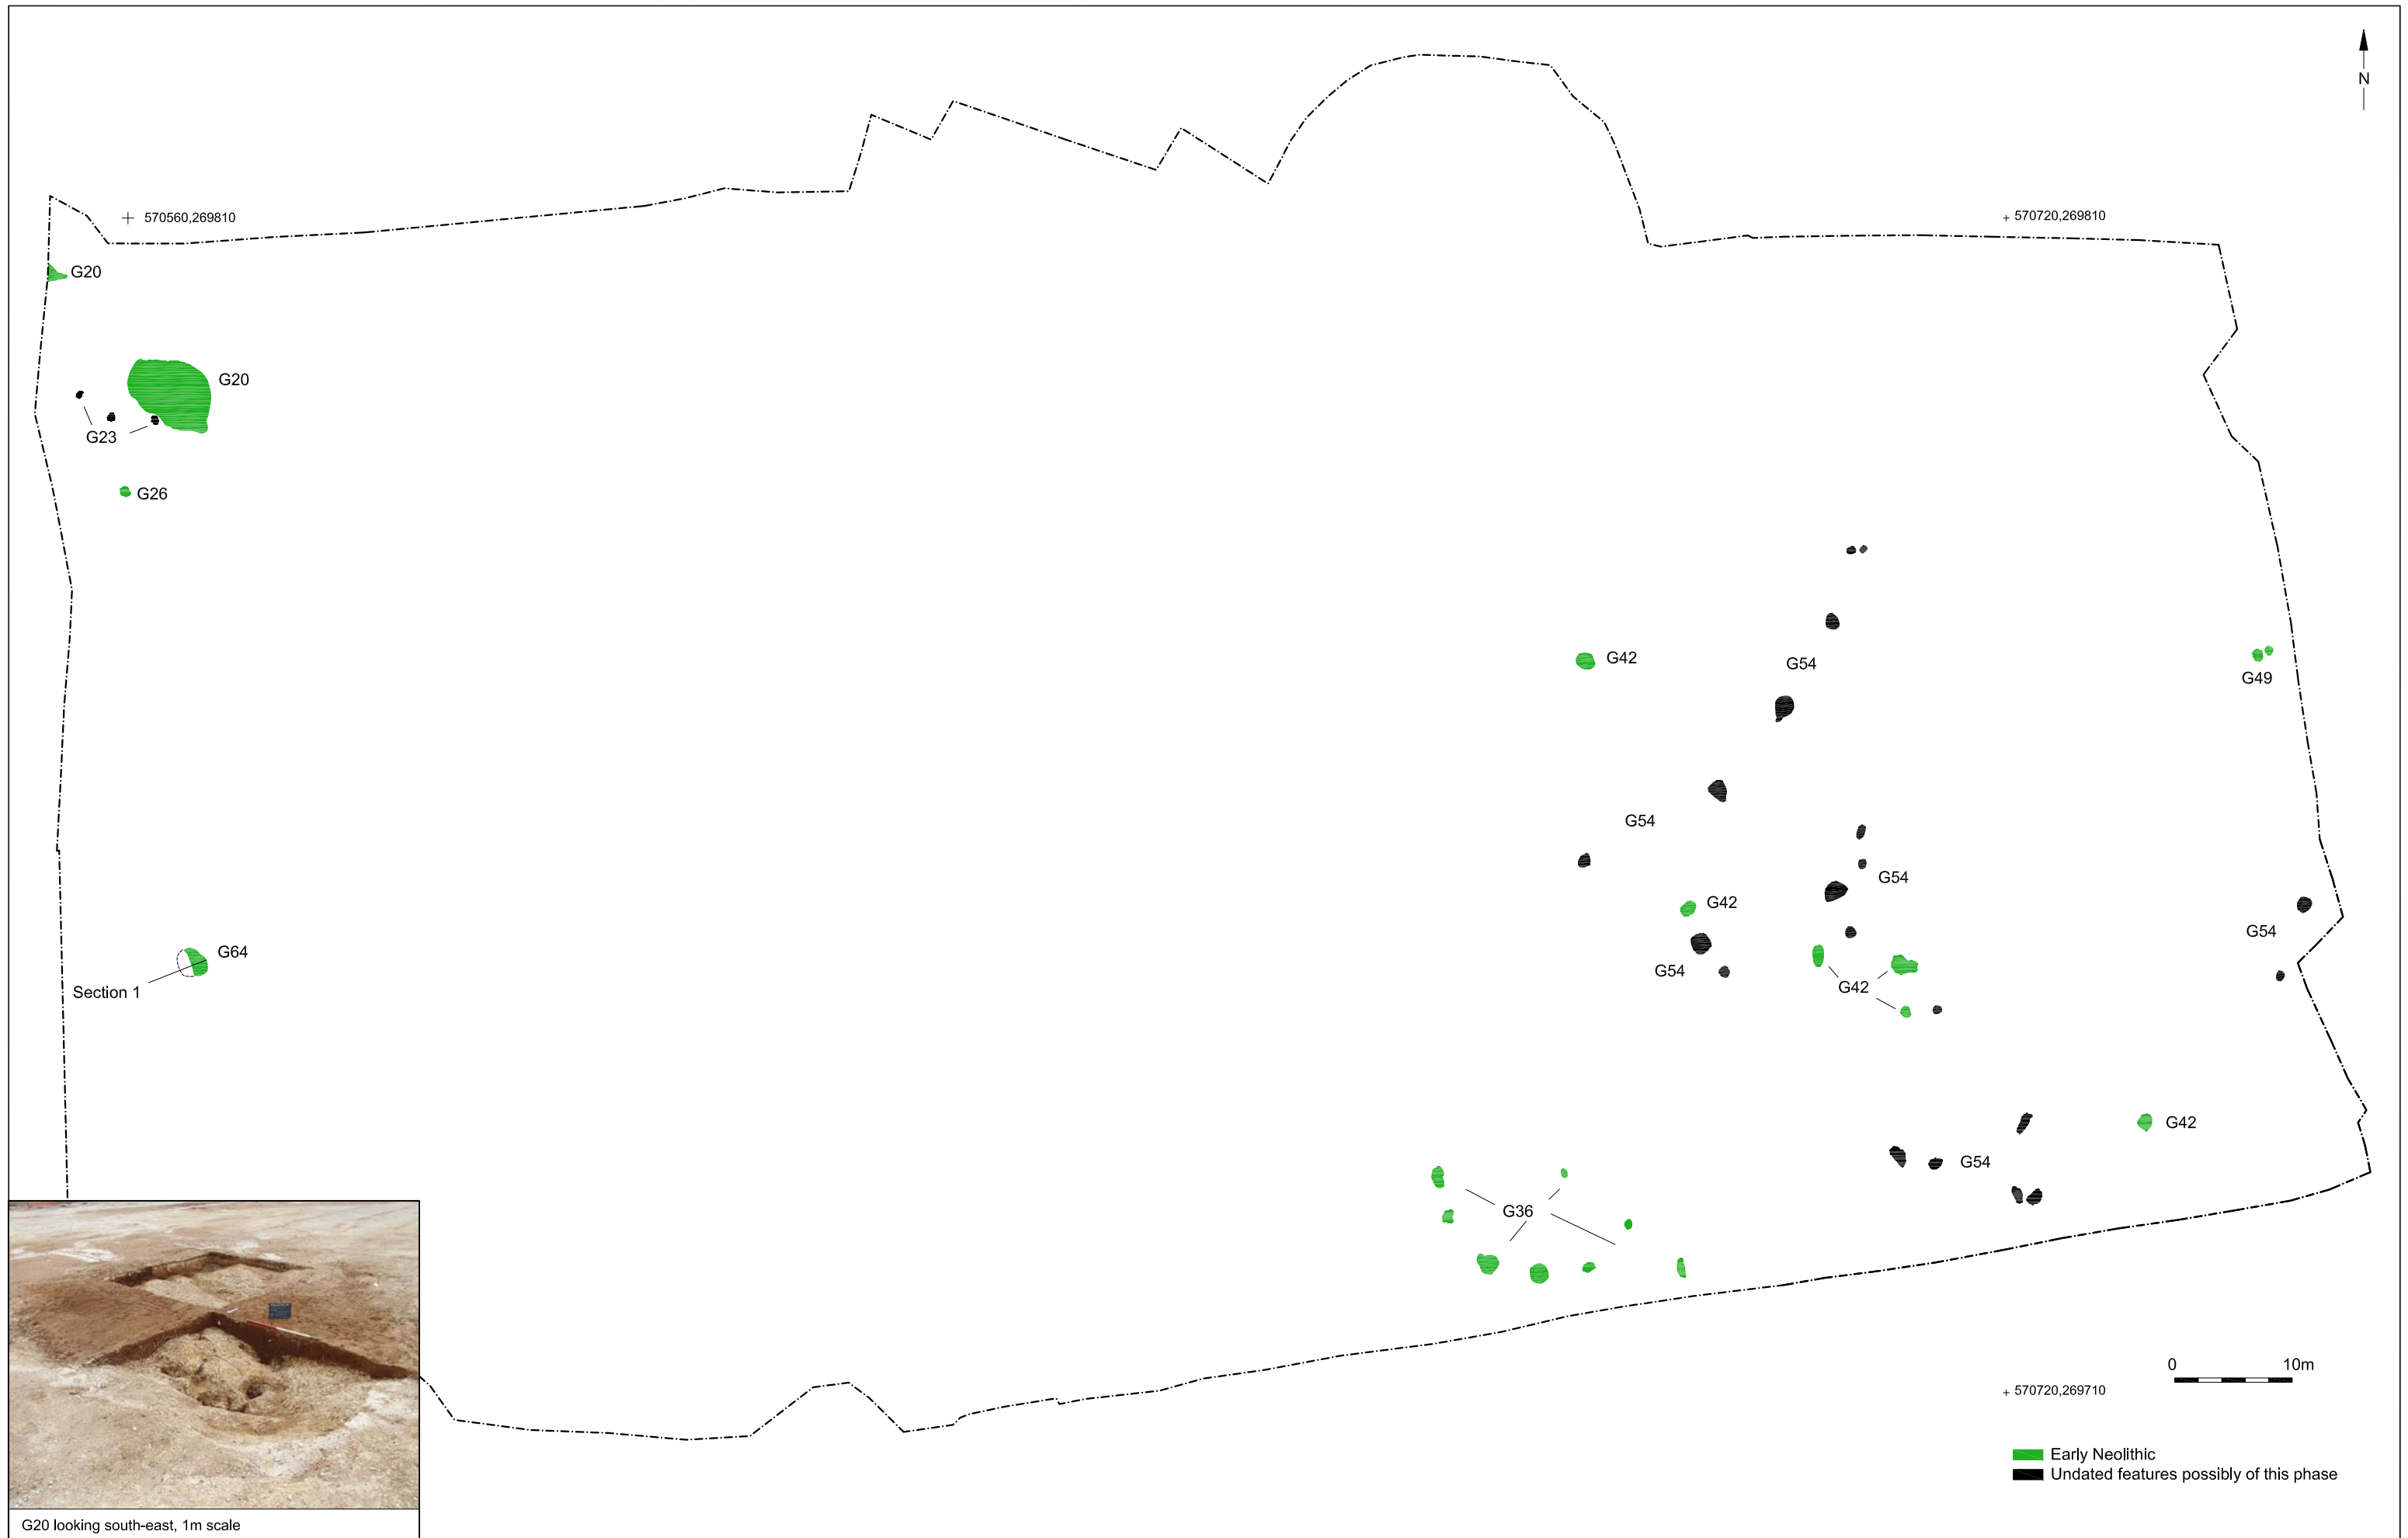 N
570560,269810
570720,269810
G20
G20
G23
G26
G42
G54
G49
G54
G54
G42
G54
G64
G54
Section 1
G42
G42
G54
G36
0 10m
570720,269710
Early Neolithic
Undated features possibly of this phase
G20 looking south-east, 1m scale